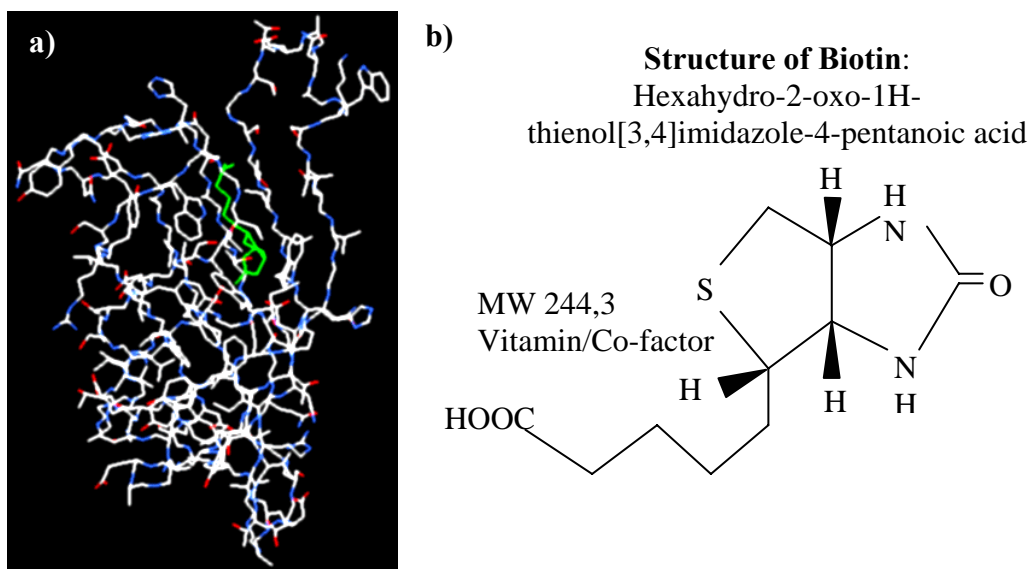 a)
b)
Structure of Biotin:
Hexahydro-2-oxo-1H-
thienol[3,4]imidazole-4-pentanoic acid
H
H
N
S
O
MW 244,3
Vitamin/Co-factor
N
H
H
H
HOOC